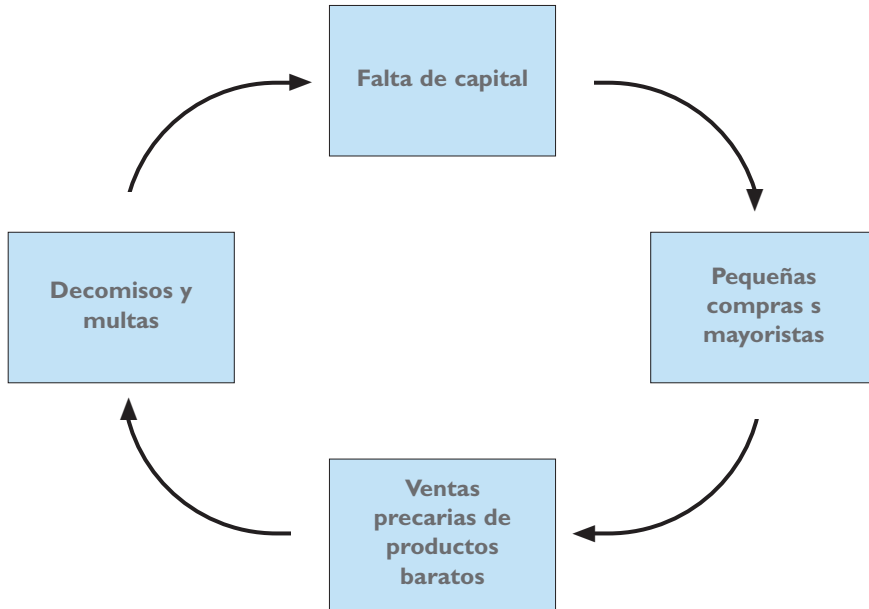 Falta de capital
Pequeñas
compras s
mayoristas
Ventas
precarias de
productos
baratos
Decomisos y
multas